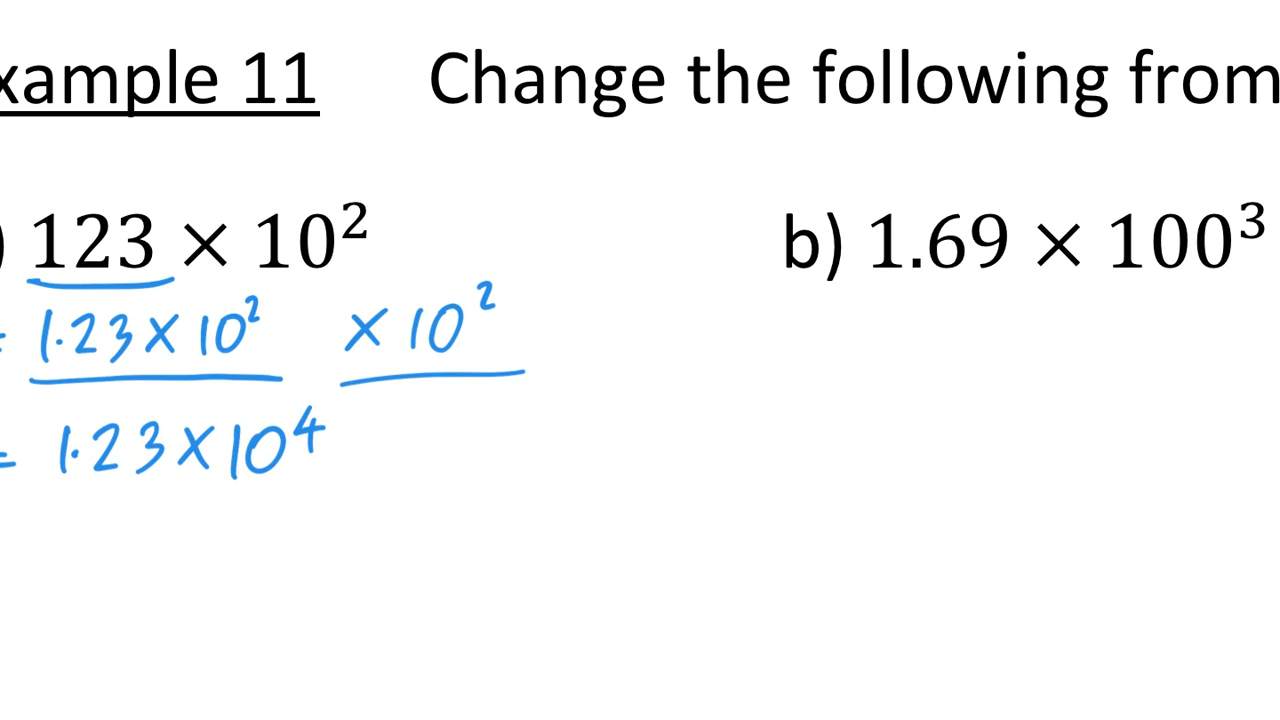 xample 11 Change the following from
) 123 × 10²
= 1.23 × 10² × 10²
= 1.23 × 10⁴
b) 1.69 × 100³